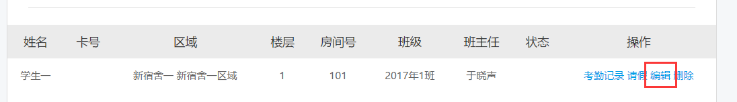 姓名 卡号 区域 楼层 房间号 班级 班主任 状态 操作
学生一 新宿舍一 新宿舍一区域 1 101 2017年1班 于晓声 考勤记录 请假 编辑 删除